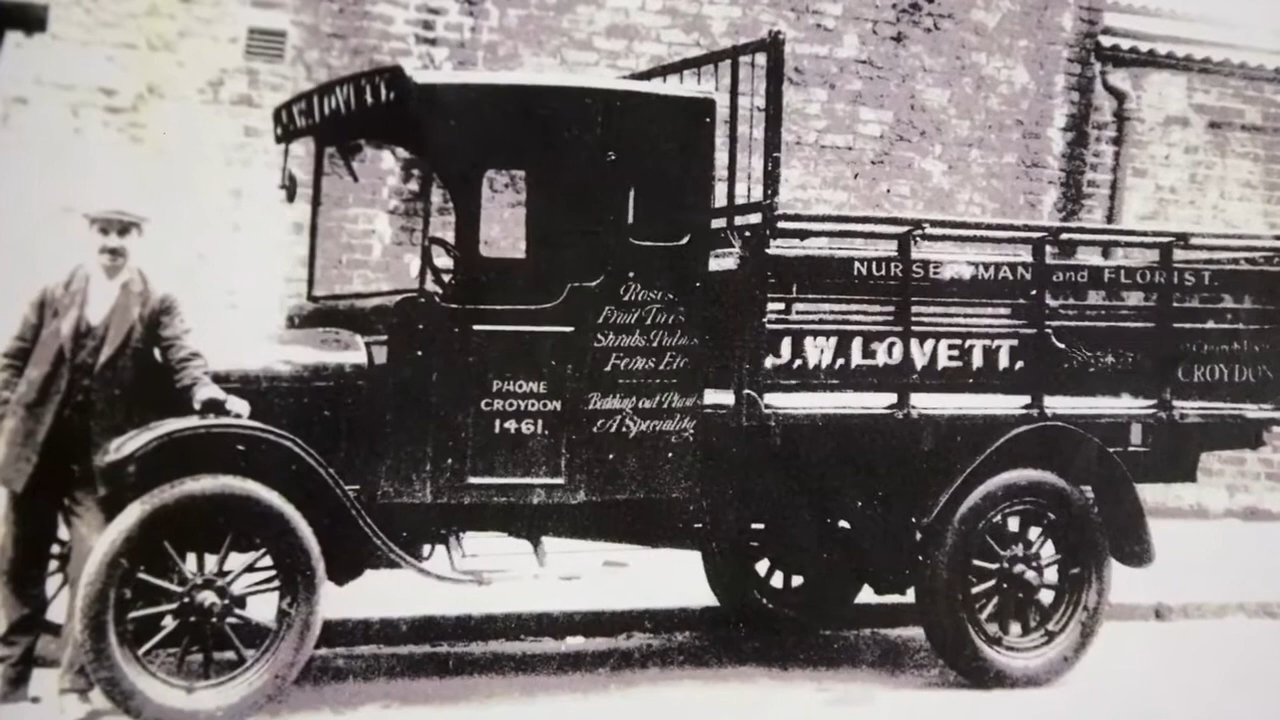 J.W. LOVETT.
Roses.
Fruit Trees
Shrubs, Palms
Ferns Etc
Bedding out Plants
A Speciality
PHONE
CROYDON
1461.
NURSERYMAN and FLORIST.
J.W. LOVETT.
CROYDON